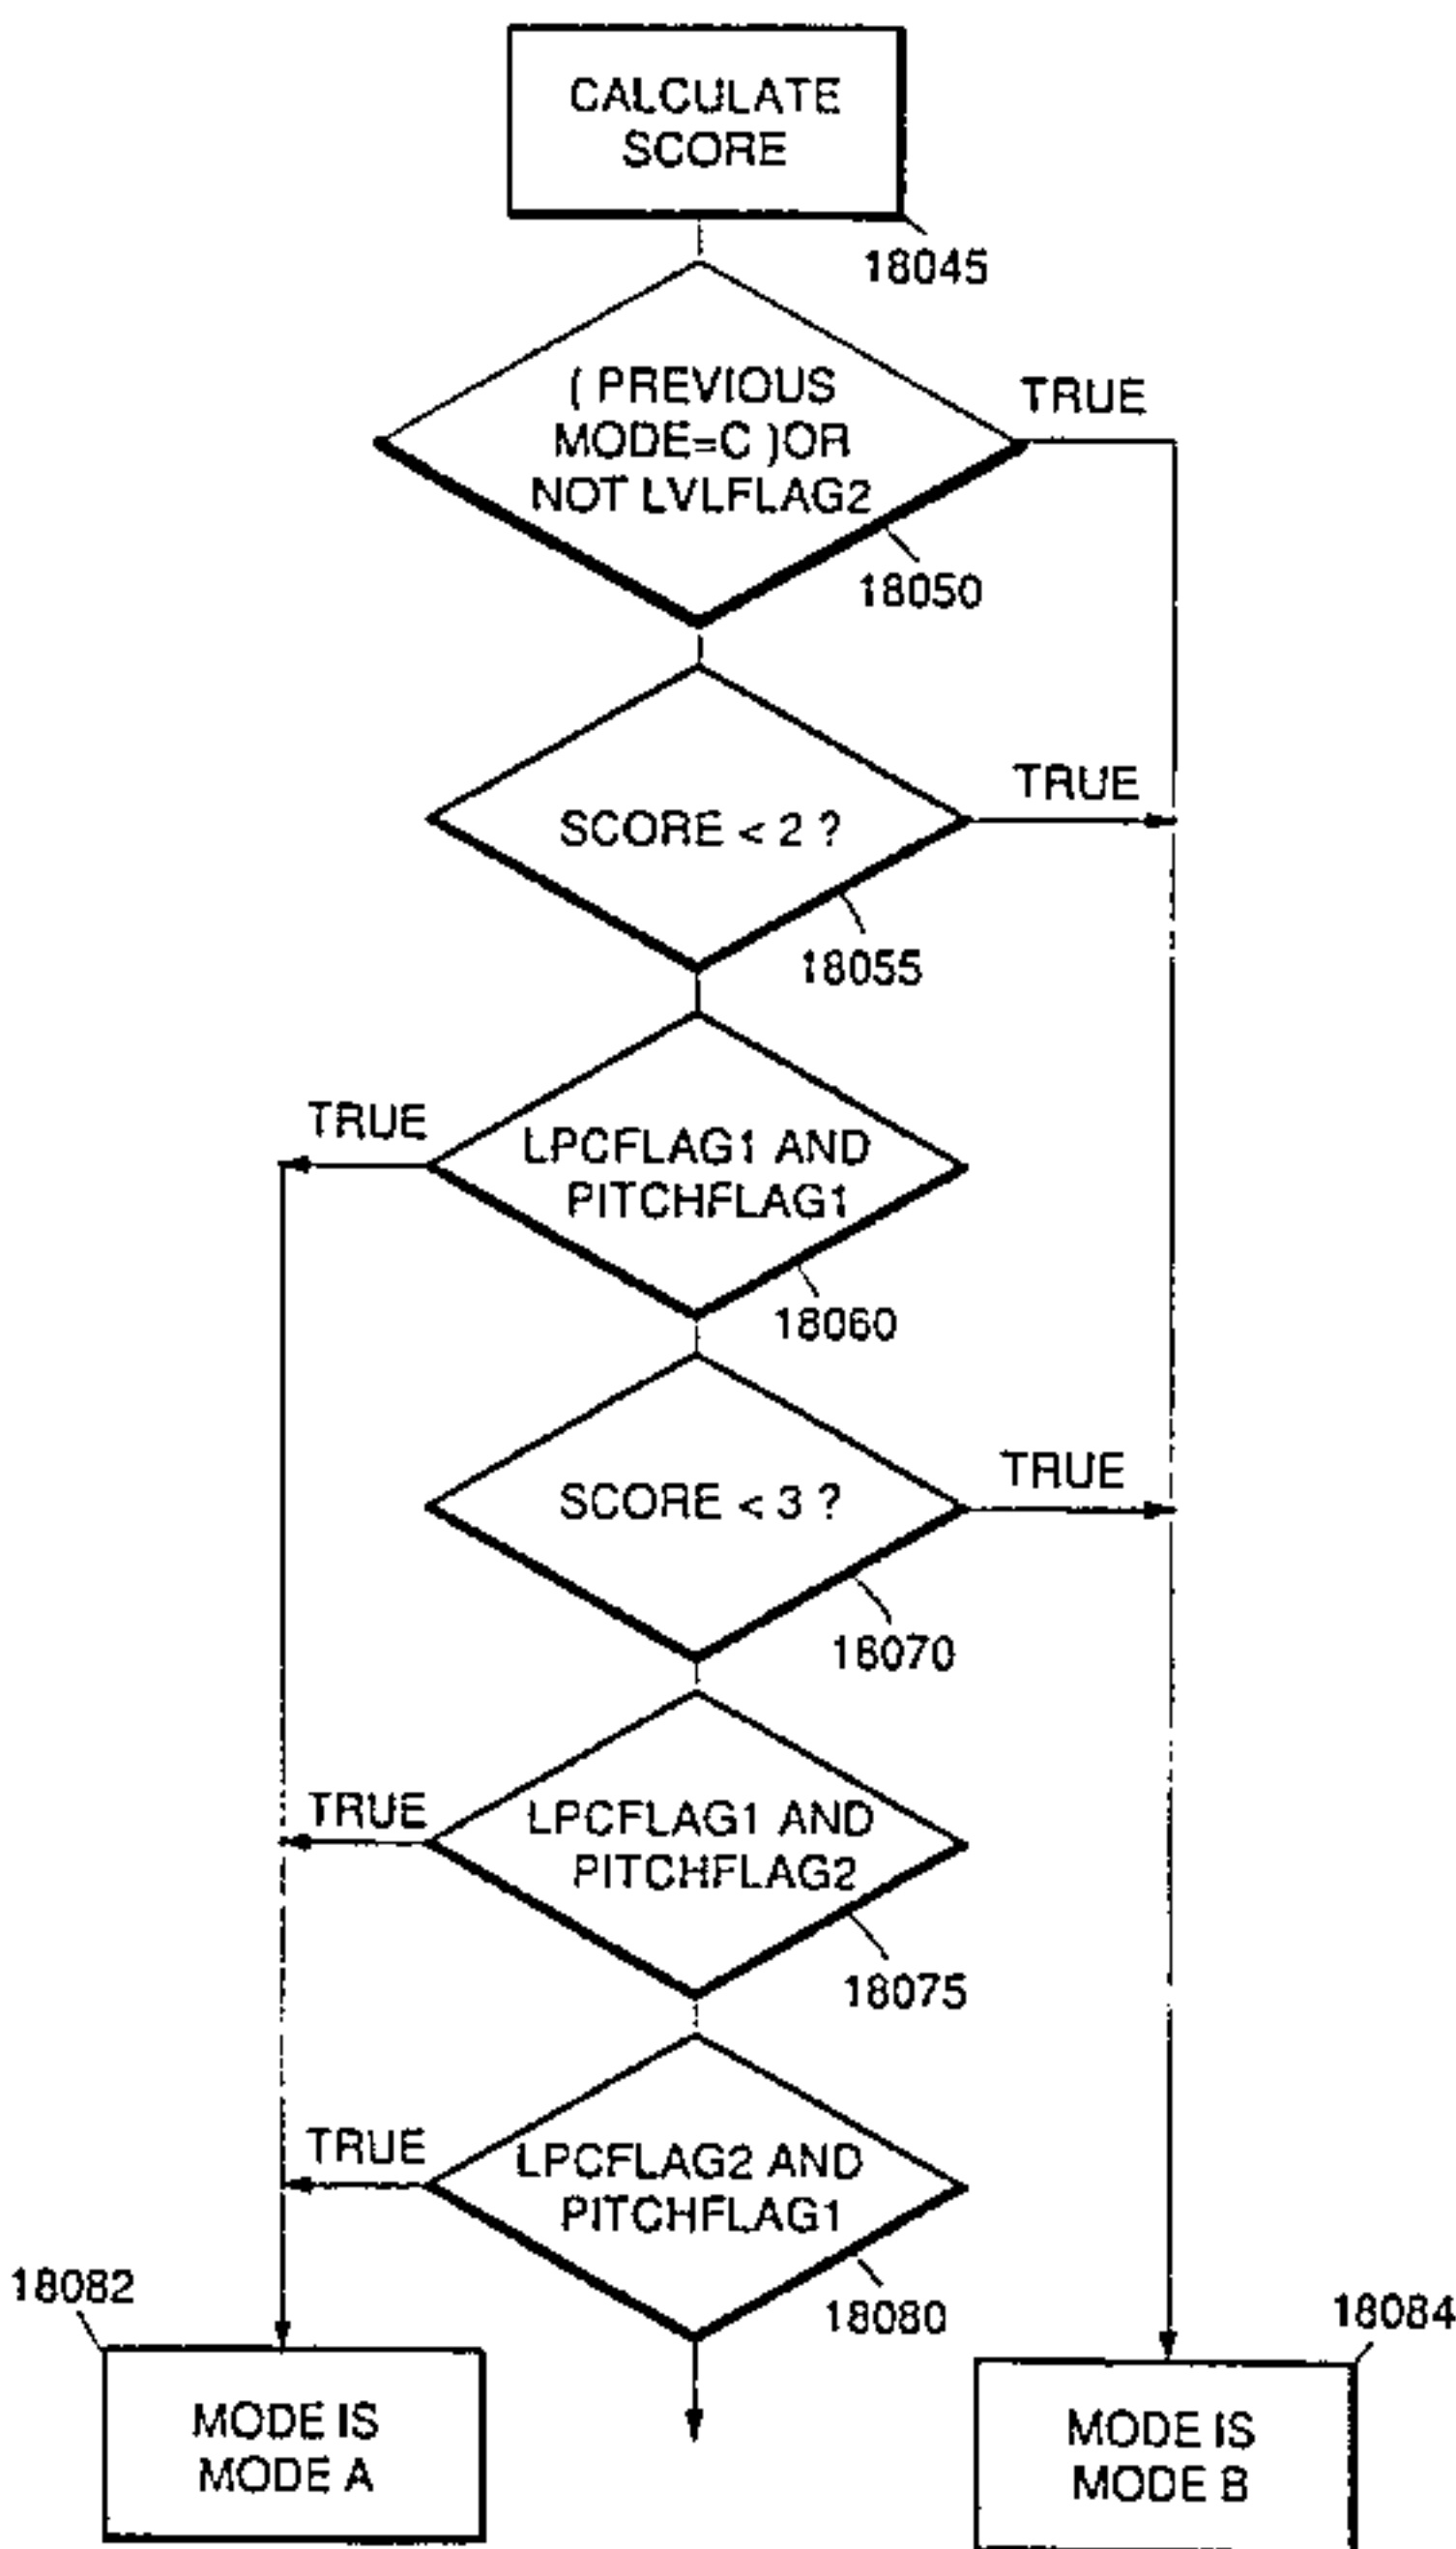 CALCULATE
SCORE
18045
( PREVIOUS
MODE=C )OR
NOT LVLFLAG2
TRUE
18050
SCORE < 2 ?
TRUE
18055
TRUE
LPCFLAG1 AND
PITCHFLAG1
18060
SCORE < 3 ?
TRUE
18070
TRUE
LPCFLAG1 AND
PITCHFLAG2
18075
TRUE
LPCFLAG2 AND
PITCHFLAG1
18080
18082
18084
MODE IS
MODE A
MODE IS
MODE B